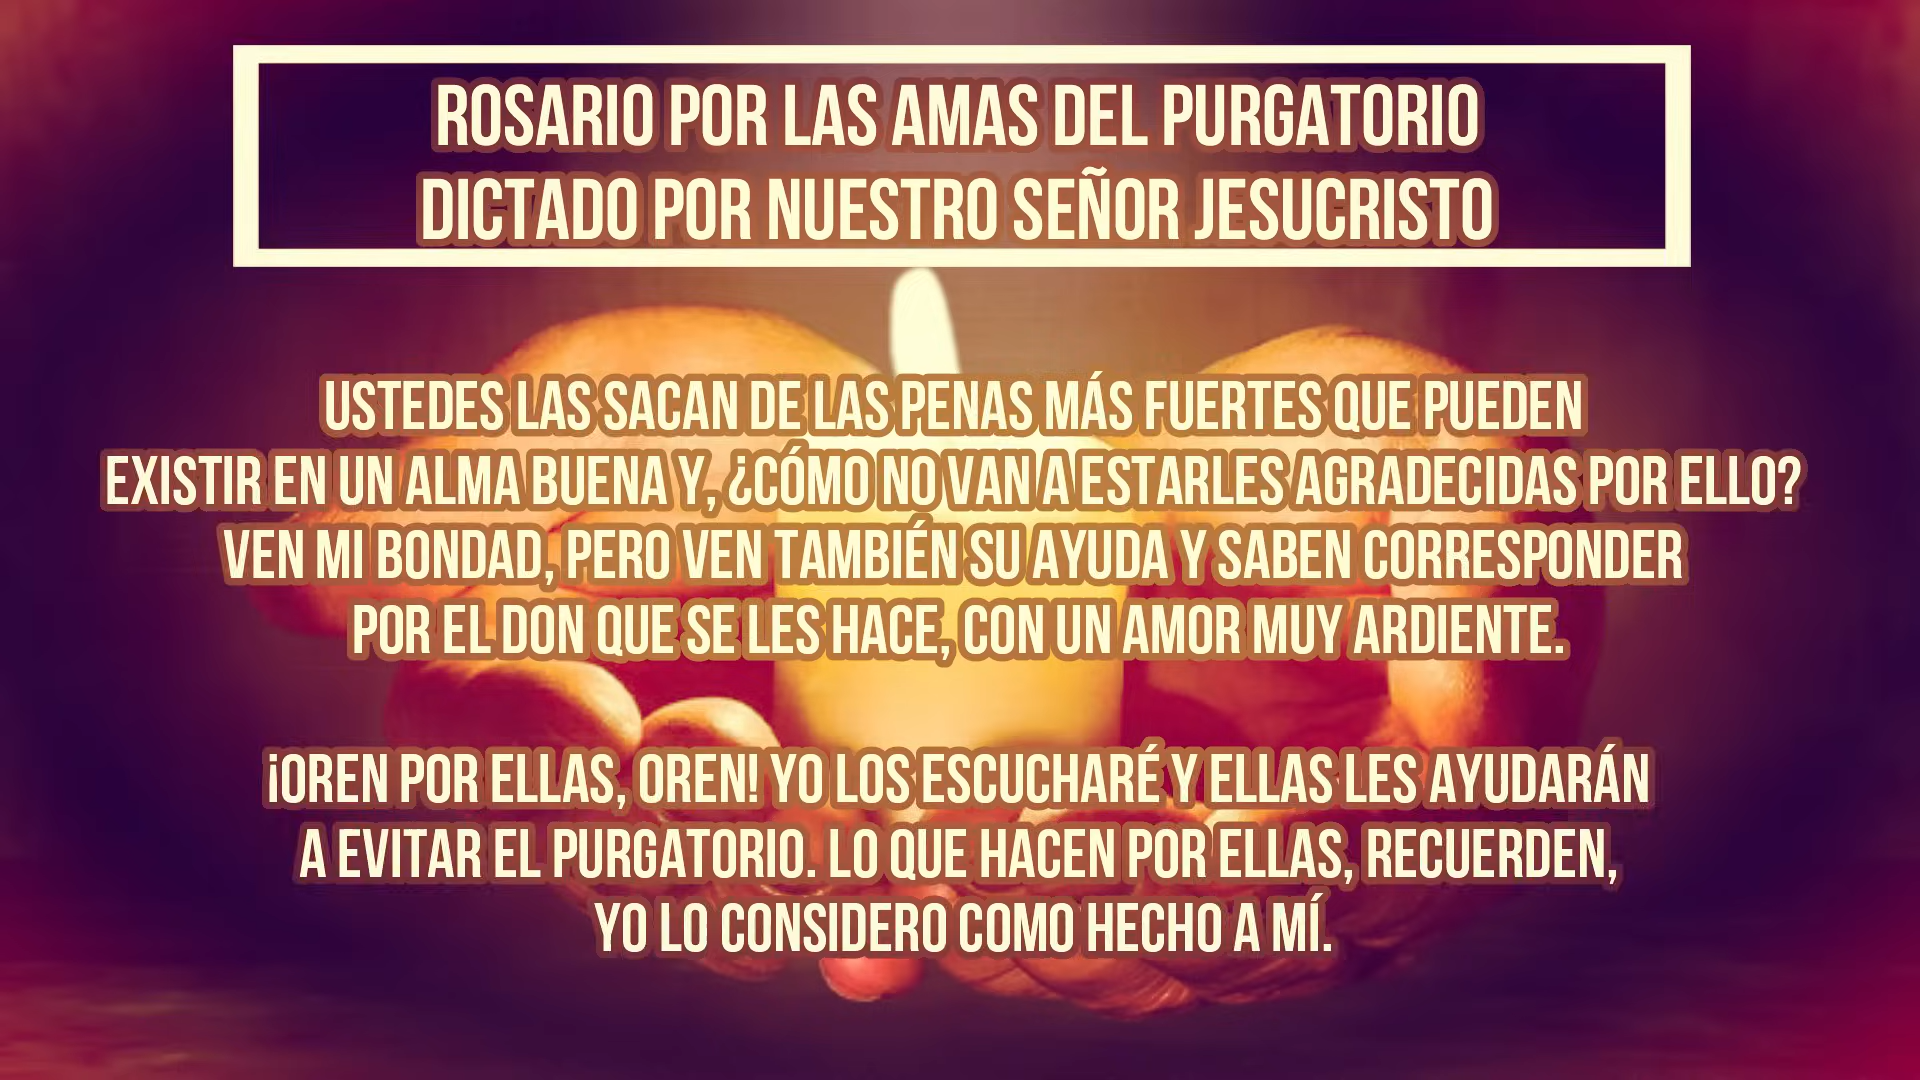 ROSARIO POR LAS AMAS DEL PURGATORIO
DICTADO POR NUESTRO SEÑOR JESUCRISTO
USTEDES LAS SACAN DE LAS PENAS MÁS FUERTES QUE PUEDEN
EXISTIR EN UN ALMA BUENA Y, ¿CÓMO NO VAN A ESTARLES AGRADECIDAS POR ELLO?
VEN MI BONDAD, PERO VEN TAMBIÉN SU AYUDA Y SABEN CORRESPONDER
POR EL DON QUE SE LES HACE, CON UN AMOR MUY ARDIENTE.
¡OREN POR ELLAS, OREN! YO LOS ESCUCHARÉ Y ELLAS LES AYUDARÁN
A EVITAR EL PURGATORIO. LO QUE HACEN POR ELLAS, RECUERDEN,
YO LO CONSIDERO COMO HECHO A MÍ.